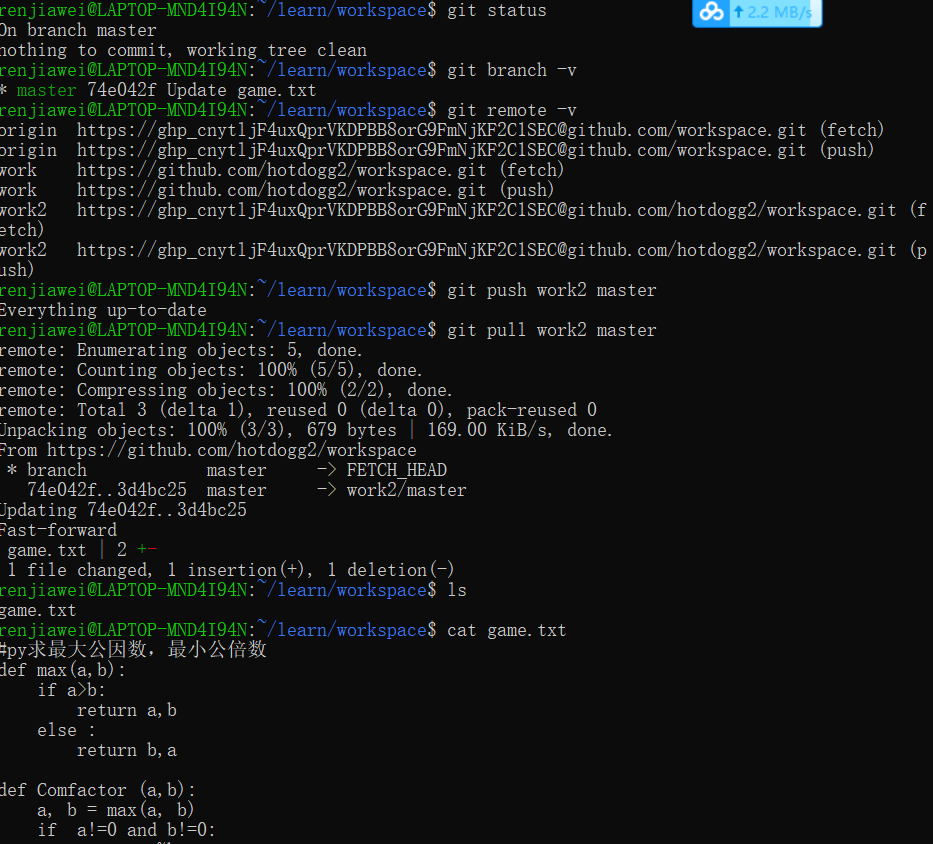 renjiawei@LAPTOP-MND4I94N:~/learn/workspace$ git status
2.2 MB/s
On branch master
nothing to commit, working tree clean
renjiawei@LAPTOP-MND4I94N:~/learn/workspace$ git branch -v
* master 74e042f Update game.txt
renjiawei@LAPTOP-MND4I94N:~/learn/workspace$ git remote -v
origin  https://ghp_cnytljF4uxQprVKDPBB8orG9FmNjKF2ClSEC@github.com/workspace.git (fetch)
origin  https://ghp_cnytljF4uxQprVKDPBB8orG9FmNjKF2ClSEC@github.com/workspace.git (push)
work    https://github.com/hotdogg2/workspace.git (fetch)
work    https://github.com/hotdogg2/workspace.git (push)
work2   https://ghp_cnytljF4uxQprVKDPBB8orG9FmNjKF2ClSEC@github.com/hotdogg2/workspace.git (f
etch)
work2   https://ghp_cnytljF4uxQprVKDPBB8orG9FmNjKF2ClSEC@github.com/hotdogg2/workspace.git (p
ush)
renjiawei@LAPTOP-MND4I94N:~/learn/workspace$ git push work2 master
Everything up-to-date
renjiawei@LAPTOP-MND4I94N:~/learn/workspace$ git pull work2 master
remote: Enumerating objects: 5, done.
remote: Counting objects: 100% (5/5), done.
remote: Compressing objects: 100% (2/2), done.
remote: Total 3 (delta 1), reused 0 (delta 0), pack-reused 0
Unpacking objects: 100% (3/3), 679 bytes | 169.00 KiB/s, done.
From https://github.com/hotdogg2/workspace
 * branch            master     -> FETCH_HEAD
   74e042f..3d4bc25  master     -> work2/master
Updating 74e042f..3d4bc25
Fast-forward
 game.txt | 2 +-
 1 file changed, 1 insertion(+), 1 deletion(-)
renjiawei@LAPTOP-MND4I94N:~/learn/workspace$ ls
game.txt
renjiawei@LAPTOP-MND4I94N:~/learn/workspace$ cat game.txt
#py求最大公因数，最小公倍数
def max(a,b):
    if a>b:
        return a,b
    else :
        return b,a

def Comfactor (a,b):
    a, b = max(a, b)
    if  a!=0 and b!=0: